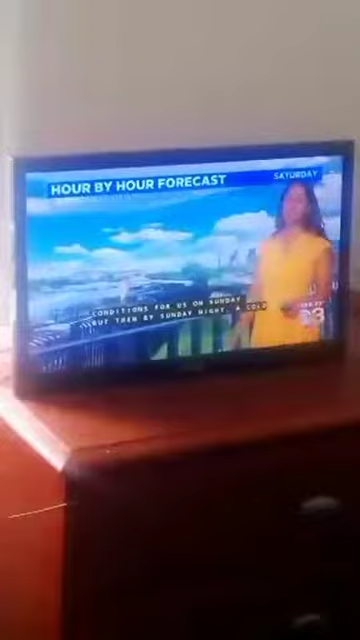 HOUR BY HOUR FORECAST
SATURDAY
CONDITIONS FOR US ON SUNDAY
BUT THEN BY SUNDAY NIGHT, A COLD